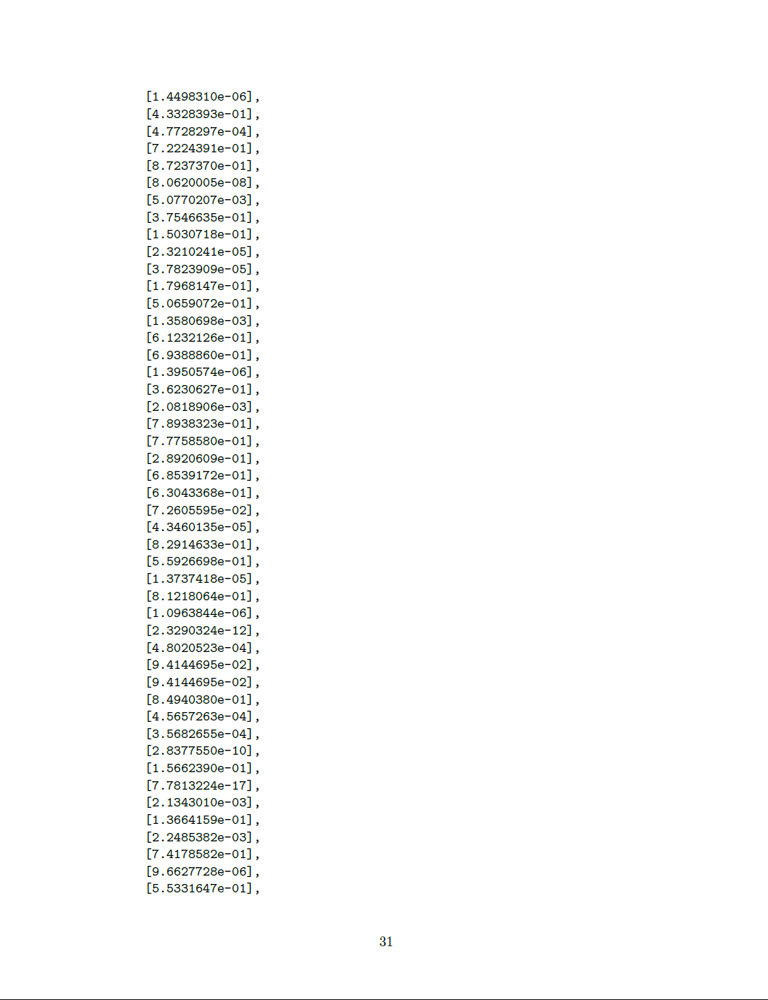 [1.4498310e-06],
[4.3328393e-01],
[4.7728297e-04],
[7.2224391e-01],
[8.7237370e-01],
[8.0620005e-08],
[5.0770207e-03],
[3.7546635e-01],
[1.5030718e-01],
[2.3210241e-05],
[3.7823909e-05],
[1.7968147e-01],
[5.0659072e-01],
[1.3580698e-03],
[6.1232126e-01],
[6.9388860e-01],
[1.3950574e-06],
[3.6230627e-01],
[2.0818906e-03],
[7.8938323e-01],
[7.7758580e-01],
[2.8920609e-01],
[6.8539172e-01],
[6.3043368e-01],
[7.2605595e-02],
[4.3460135e-05],
[8.2914633e-01],
[5.5926698e-01],
[1.3737418e-05],
[8.1218064e-01],
[1.0963844e-06],
[2.3290324e-12],
[4.8020523e-04],
[9.4144695e-02],
[9.4144695e-02],
[8.4940380e-01],
[4.5657263e-04],
[3.5682655e-04],
[2.8377550e-10],
[1.5662390e-01],
[7.7813224e-17],
[2.1343010e-03],
[1.3664159e-01],
[2.2485382e-03],
[7.4178582e-01],
[9.6627728e-06],
[5.5331647e-01],
31